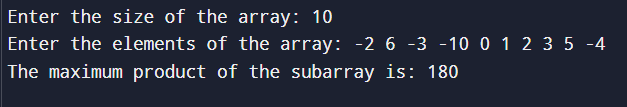 Enter the size of the array: 10
Enter the elements of the array: -2 6 -3 -10 0 1 2 3 5 -4
The maximum product of the subarray is: 180